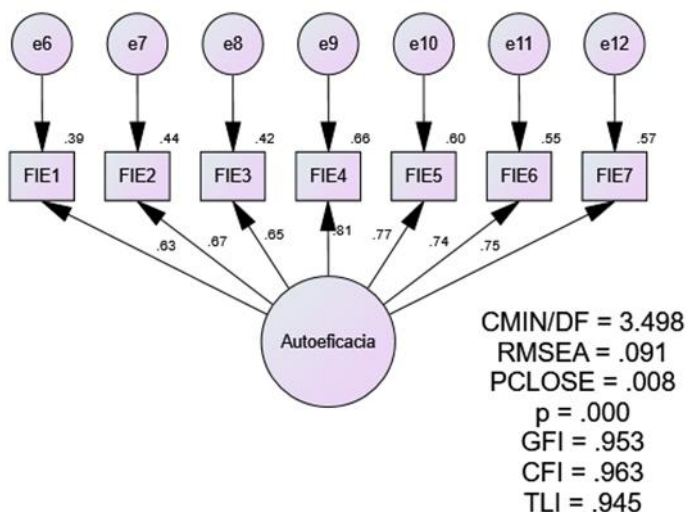 e6 e7 e8 e9 e10 e11 e12
.39 .44 .42 .66 .60 .55 .57
FIE1 FIE2 FIE3 FIE4 FIE5 FIE6 FIE7
.63 .67 .65 .81 .77 .74 .75
Autoeficacia
CMIN/DF = 3.498
RMSEA = .091
PCLOSE = .008
p = .000
GFI = .953
CFI = .963
TLI = .945